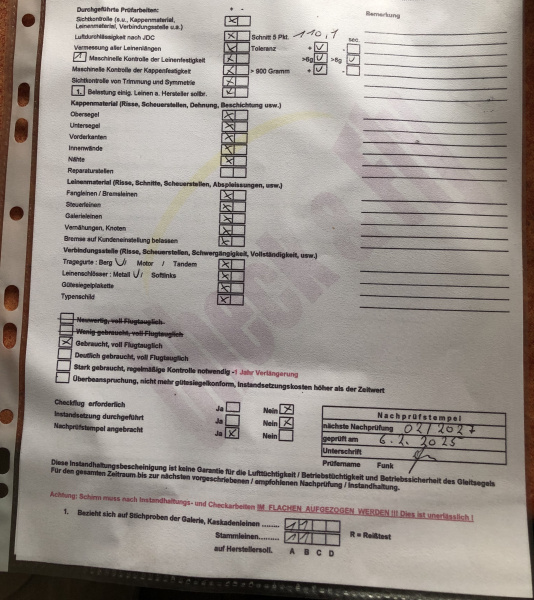 Durchgeführte Prüfarbeiten: + -
Bemerkung
Sichtkontrolle (s.u., Kappenmaterial,
Leinenmaterial, Verbindungsstelle u.a.) X
Luftdurchlässigkeit nach JDC X Schnitt 5 Pkt. 110,1 sec.
Vermessung aller Leinenlängen X Toleranz + -
1 Maschinelle Kontrolle der Leinenfestigkeit X >6g >8g
Maschinelle Kontrolle der Kappenfestigkeit X > 900 Gramm + -
Sichtkontrolle von Trimmung und Symmetrie X
1. Belastung einig. Leinen a. Hersteller sollbr. X
Kappenmaterial (Risse, Scheuerstellen, Dehnung, Beschichtung usw.)
Obersegel X
Untersegel X
Vorderkanten X
Innenwände X
Nähte X
Reparaturstellen
Leinenmaterial (Risse, Schnitte, Scheuerstellen, Abspleissungen, usw.)
Fangleinen / Bremsleinen X
Steuerleinen X
Galerieleinen X
Vernähungen, Knoten X
Bremse auf Kundeneinstellung belassen X
Verbindungsstelle (Risse, Scheuerstellen, Schwergängigkeit, Vollständigkeit, usw.)
Tragegurte : Berg / Motor / Tandem X
Leinenschlösser : Metall / Softlinks X
Gütesiegelplakette X
Typenschild X
Neuwertig, voll Flugtauglich
Wenig gebraucht, voll Flugtauglich
X Gebraucht, voll Flugtauglich
Deutlich gebraucht, voll Flugtauglich
Stark gebraucht, regelmäßige Kontrolle notwendig -1 Jahr Verlängerung
Überbeanspruchung, nicht mehr gütesiegelkonform, Instandsetzungskosten höher als der Zeitwert
Checkflug erforderlich Ja Nein X
Instandsetzung durchgeführt Ja Nein X
Nachprüfstempel angebracht Ja X Nein
Nachprüfstempel
nächste Nachprüfung 02/2027
geprüft am 6.2.2025
Unterschrift
Prüfername Funk
Diese Instandhaltungsbescheinigung ist keine Garantie für die Lufttüchtigkeit / Betriebstüchtigkeit und Betriebssicherheit des Gleitsegels
Für den gesamten Zeitraum bis zur nächsten vorgeschriebenen / empfohlenen Nachprüfung / Instandhaltung.
Achtung: Schirm muss nach Instandhaltungs- und Checkarbeiten IM FLACHEN AUFGEZOGEN WERDEN !!! Dies ist unerlässlich !
1. Bezieht sich auf Stichproben der Galerie, Kaskadenleinen ......... 1 1
Stammleinen......... 1 1 R = Reißtest
auf Herstellersoll. A B C D